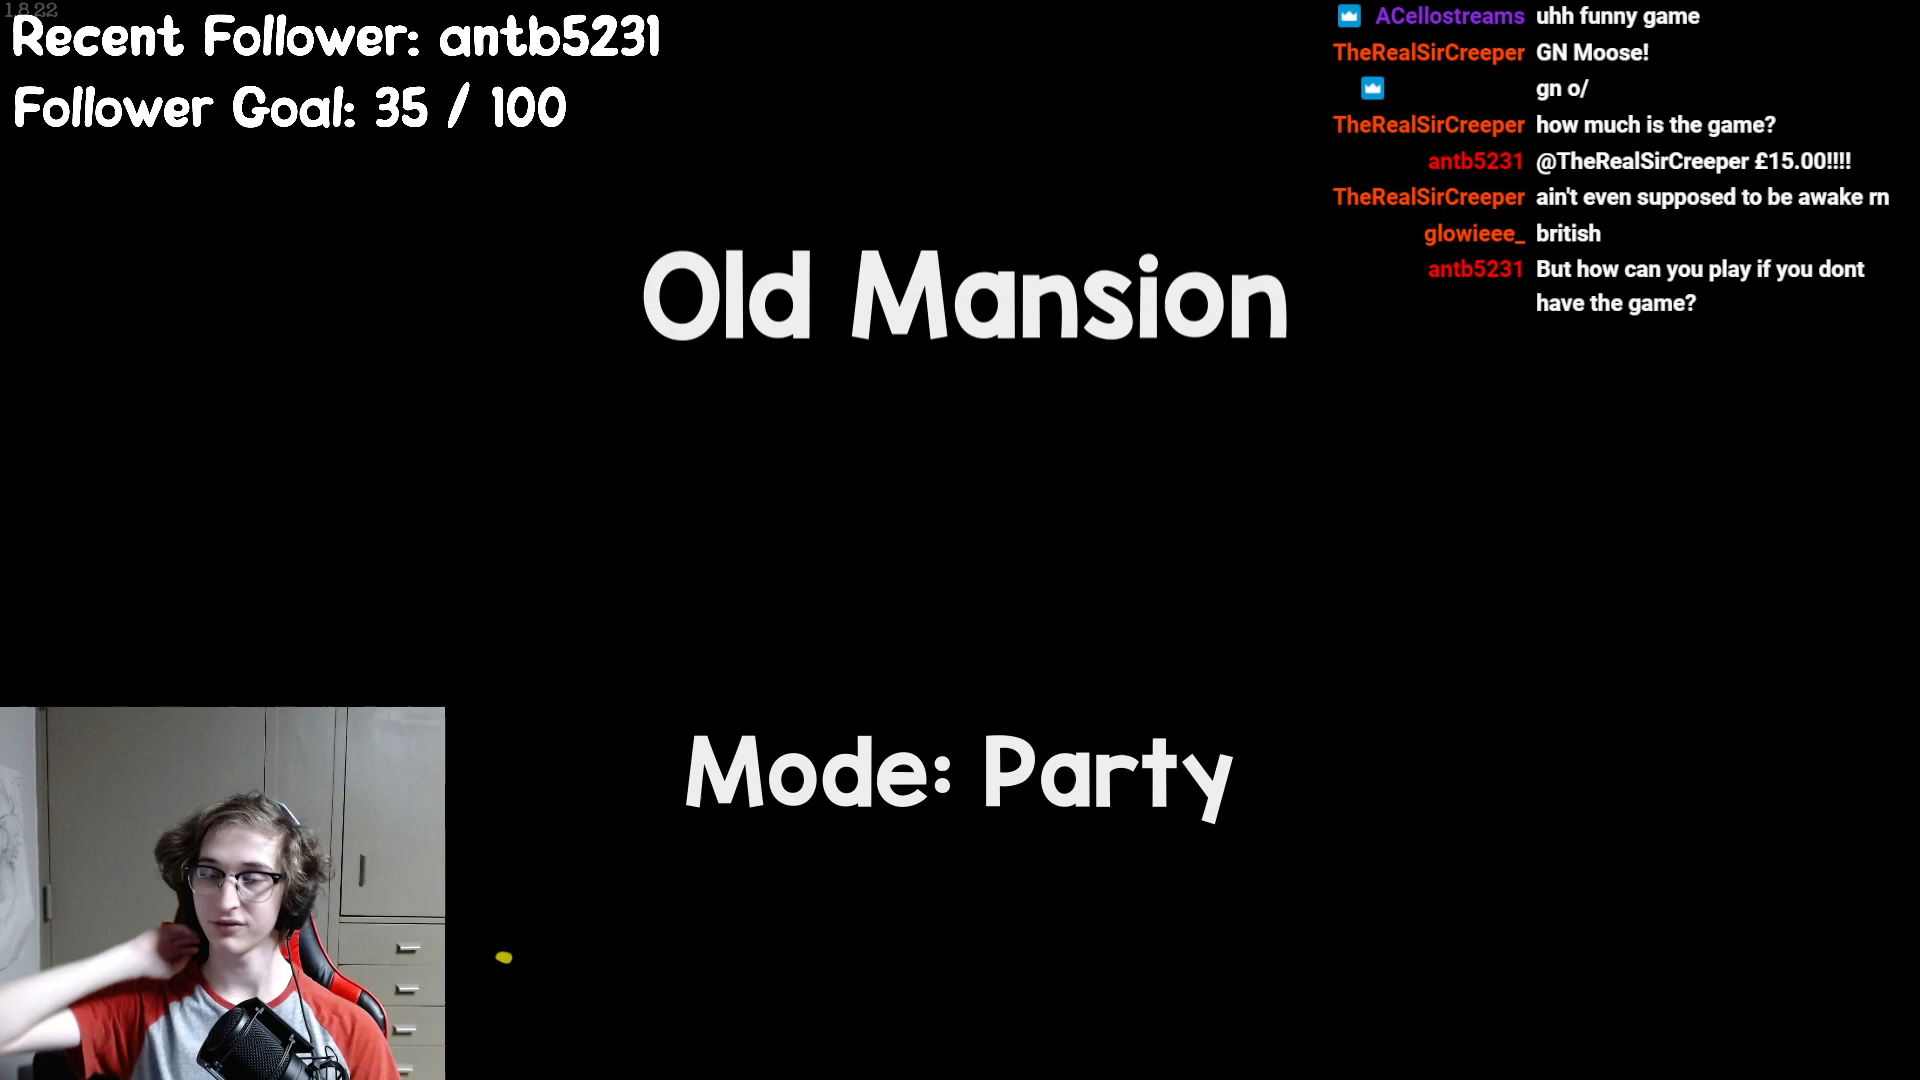 18.22
Recent Follower: antb5231
Follower Goal: 35 / 100
ACellostreams uhh funny game
TheRealSirCreeper GN Moose!
gn o/
TheRealSirCreeper how much is the game?
antb5231 @TheRealSirCreeper £15.00!!!!
TheRealSirCreeper ain't even supposed to be awake rn
glowieee_ british
antb5231 But how can you play if you dont
have the game?
Old Mansion
Mode: Party